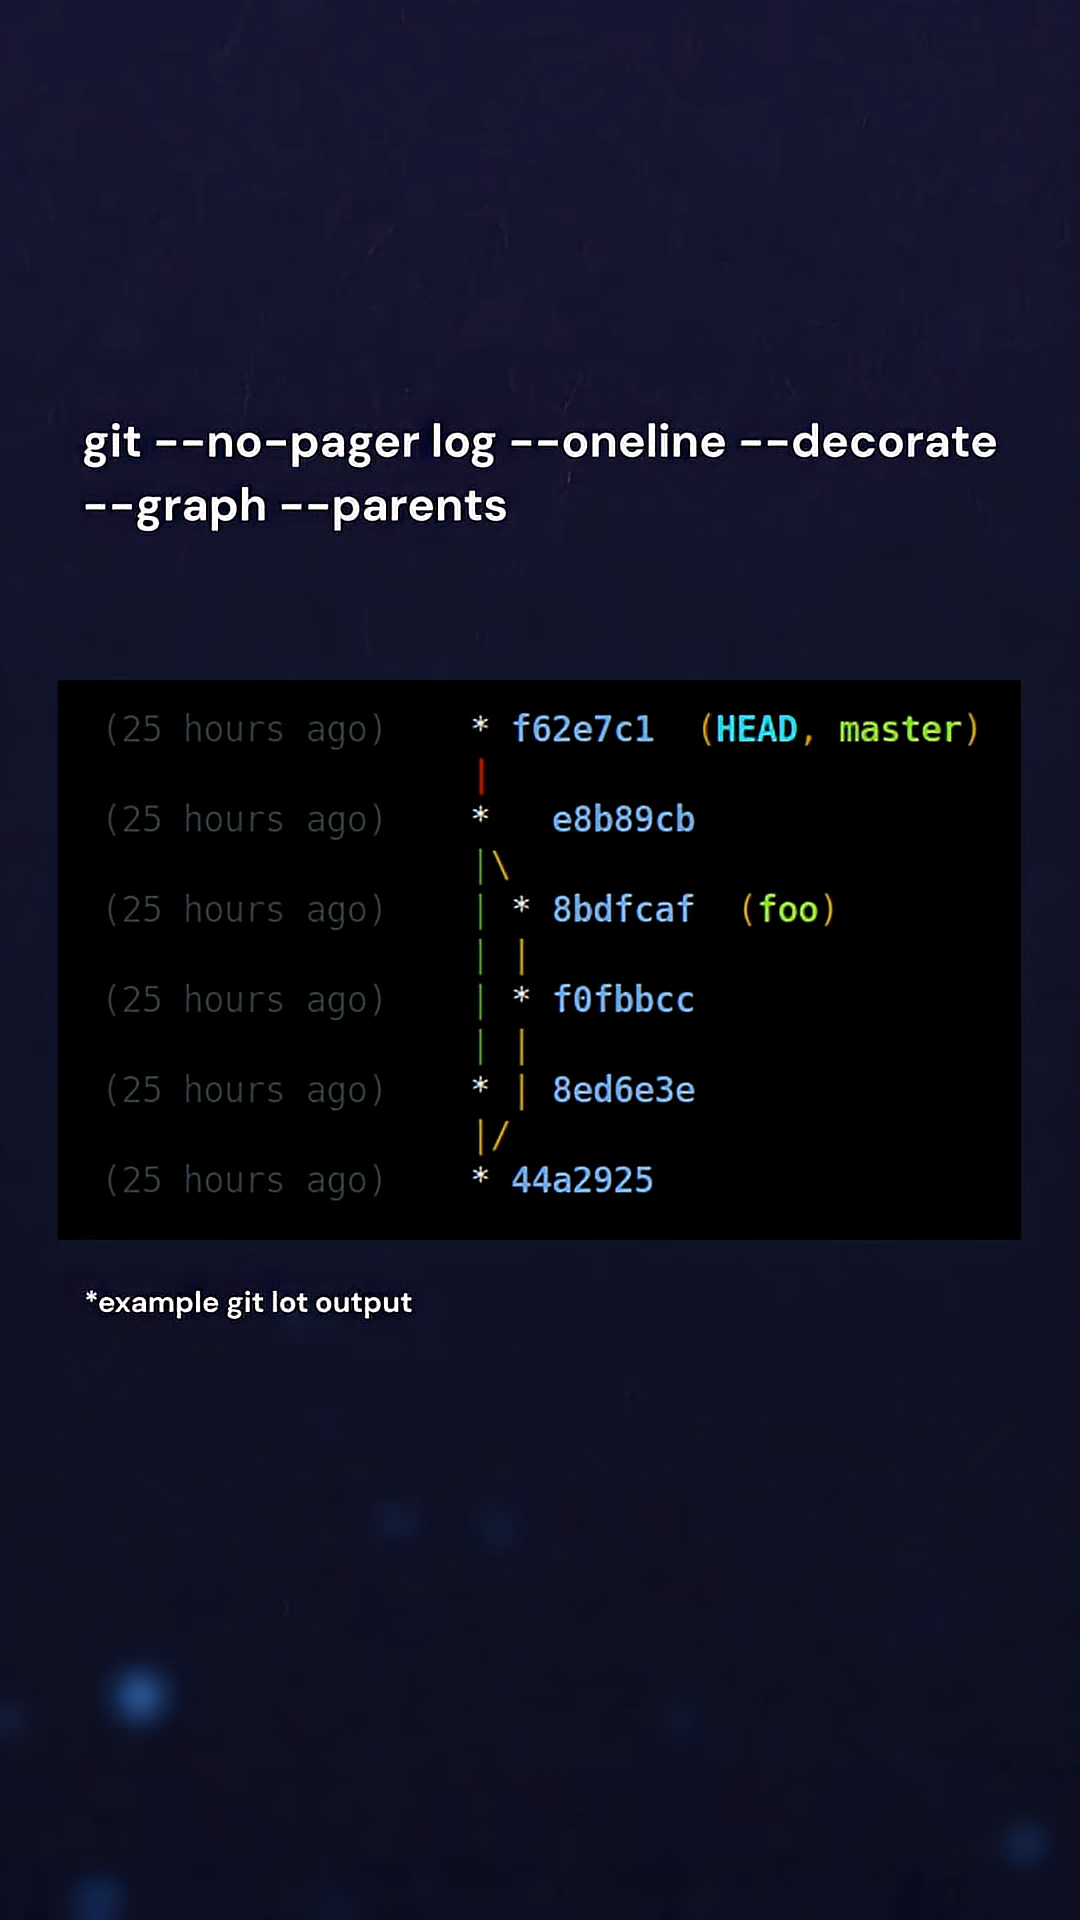 git --no-pager log --oneline --decorate
--graph --parents
(25 hours ago) * f62e7c1 (HEAD, master)
|
(25 hours ago) * e8b89cb
|\
(25 hours ago) | * 8bdfcaf (foo)
| |
(25 hours ago) | * f0fbbcc
| |
(25 hours ago) * | 8ed6e3e
|/
(25 hours ago) * 44a2925
*example git lot output